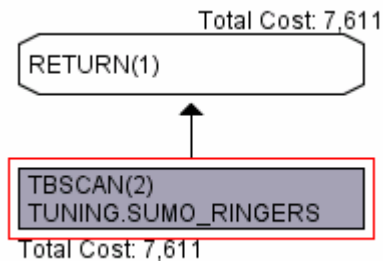 Total Cost: 7,611
RETURN(1)
TBSCAN(2)
TUNING.SUMO_RINGERS
Total Cost: 7,611